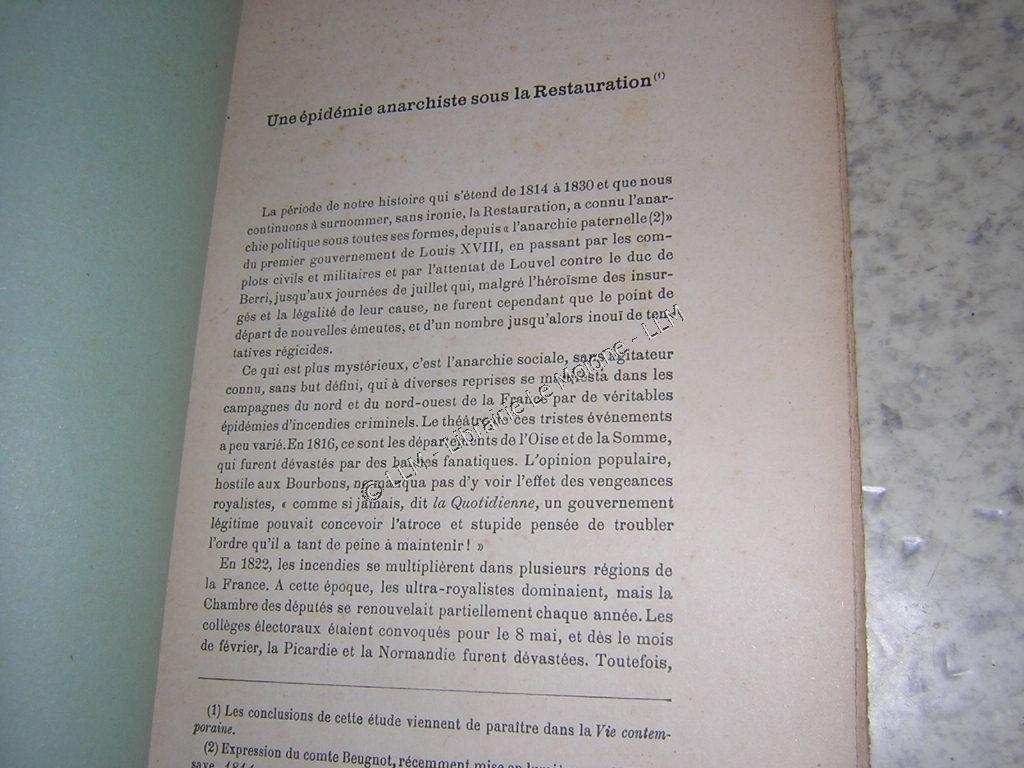 Une épidémie anarchiste sous la Restauration (1)
La période de notre histoire qui s'étend de 1814 à 1830 et que nous
continuons à surnommer, sans ironie, la Restauration, a connu l'anar-
chie politique sous toutes ses formes, depuis « l'anarchie paternelle (2) »
du premier gouvernement de Louis XVIII, en passant par les com-
plots civils et militaires et par l'attentat de Louvel contre le duc de
Berri, jusqu'aux journées de juillet qui, malgré l'héroïsme des insur-
gés et la légalité de leur cause, ne furent cependant que le point de
départ de nouvelles émeutes, et d'un nombre jusqu'alors inouï de ten-
tatives régicides.
Ce qui est plus mystérieux, c'est l'anarchie sociale, sans agitateur
connu, sans but défini, qui à diverses reprises se manifesta dans les
campagnes du nord et du nord-ouest de la France par de véritables
épidémies d'incendies criminels. Le théâtre de ces tristes événements
a peu varié. En 1816, ce sont les départements de l'Oise et de la Somme,
qui furent dévastés par des bandes fanatiques. L'opinion populaire,
hostile aux Bourbons, ne manqua pas d'y voir l'effet des vengeances
royalistes, « comme si jamais, dit la Quotidienne, un gouvernement
légitime pouvait concevoir l'atroce et stupide pensée de troubler
l'ordre qu'il a tant de peine à maintenir ! »
En 1822, les incendies se multiplièrent dans plusieurs régions de
la France. A cette époque, les ultra-royalistes dominaient, mais la
Chambre des députés se renouvelait partiellement chaque année. Les
collèges électoraux étaient convoqués pour le 8 mai, et dès le mois
de février, la Picardie et la Normandie furent dévastées. Toutefois,
(1) Les conclusions de cette étude viennent de paraître dans la Vie contem-
poraine.
(2) Expression du comte Beugnot, récemment mise en
1814
© LLM - Librairie Le Moione - LLM